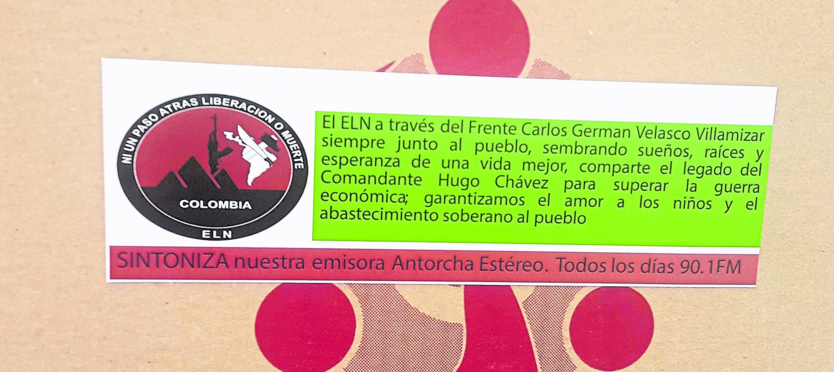 NI UN PASO ATRAS LIBERACION O MUERTE
COLOMBIA
ELN
El ELN a través del Frente Carlos German Velasco Villamizar
siempre junto al pueblo, sembrando sueños, raíces y
esperanza de una vida mejor, comparte el legado del
Comandante Hugo Chávez para superar la guerra
económica; garantizamos el amor a los niños y el
abastecimiento soberano al pueblo
SINTONIZA nuestra emisora Antorcha Estéreo. Todos los días 90.1FM